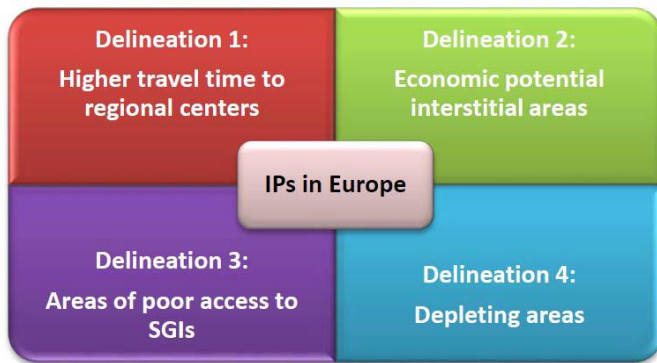 Delineation 1:
Higher travel time to
regional centers
Delineation 2:
Economic potential
interstitial areas
IPs in Europe
Delineation 3:
Areas of poor access to
SGIs
Delineation 4:
Depleting areas